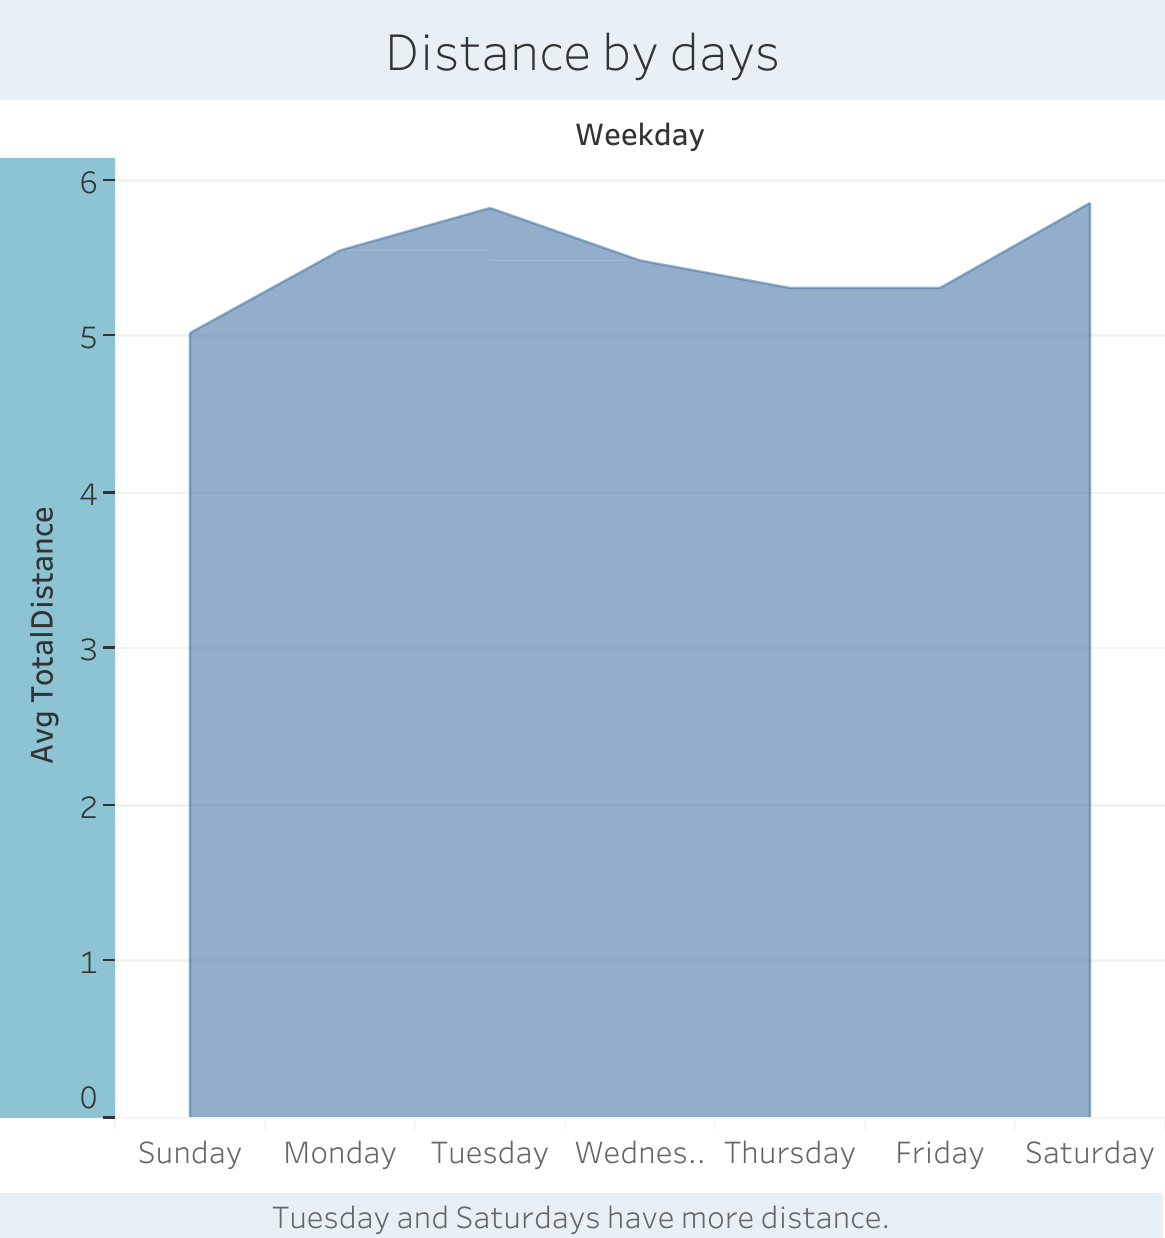 Distance by days
Weekday
6
5
4
3
2
1
0
Avg TotalDistance
Sunday Monday Tuesday Wednes.. Thursday Friday Saturday
Tuesday and Saturdays have more distance.